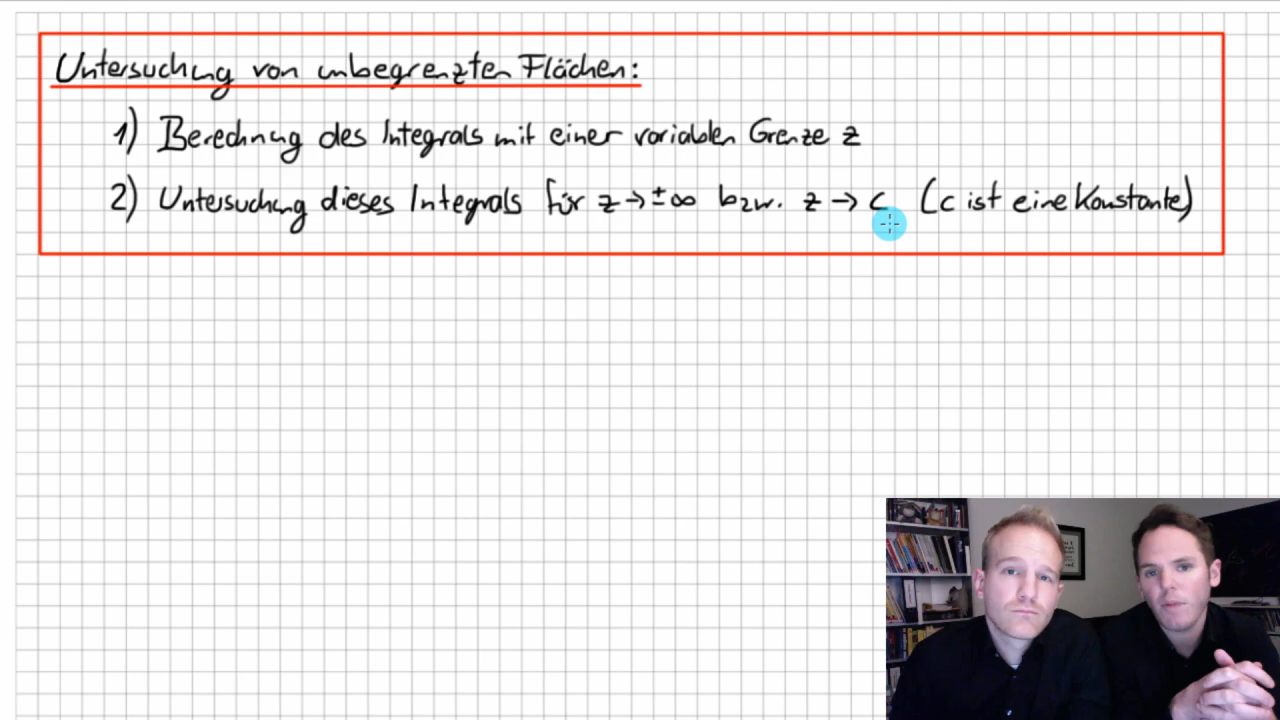 Untersuchung von unbegrenzten Flächen:
1) Berechnung des Integrals mit einer variablen Grenze z
2) Untersuchung dieses Integrals für z → ±∞ bzw. z → c (c ist eine Konstante)